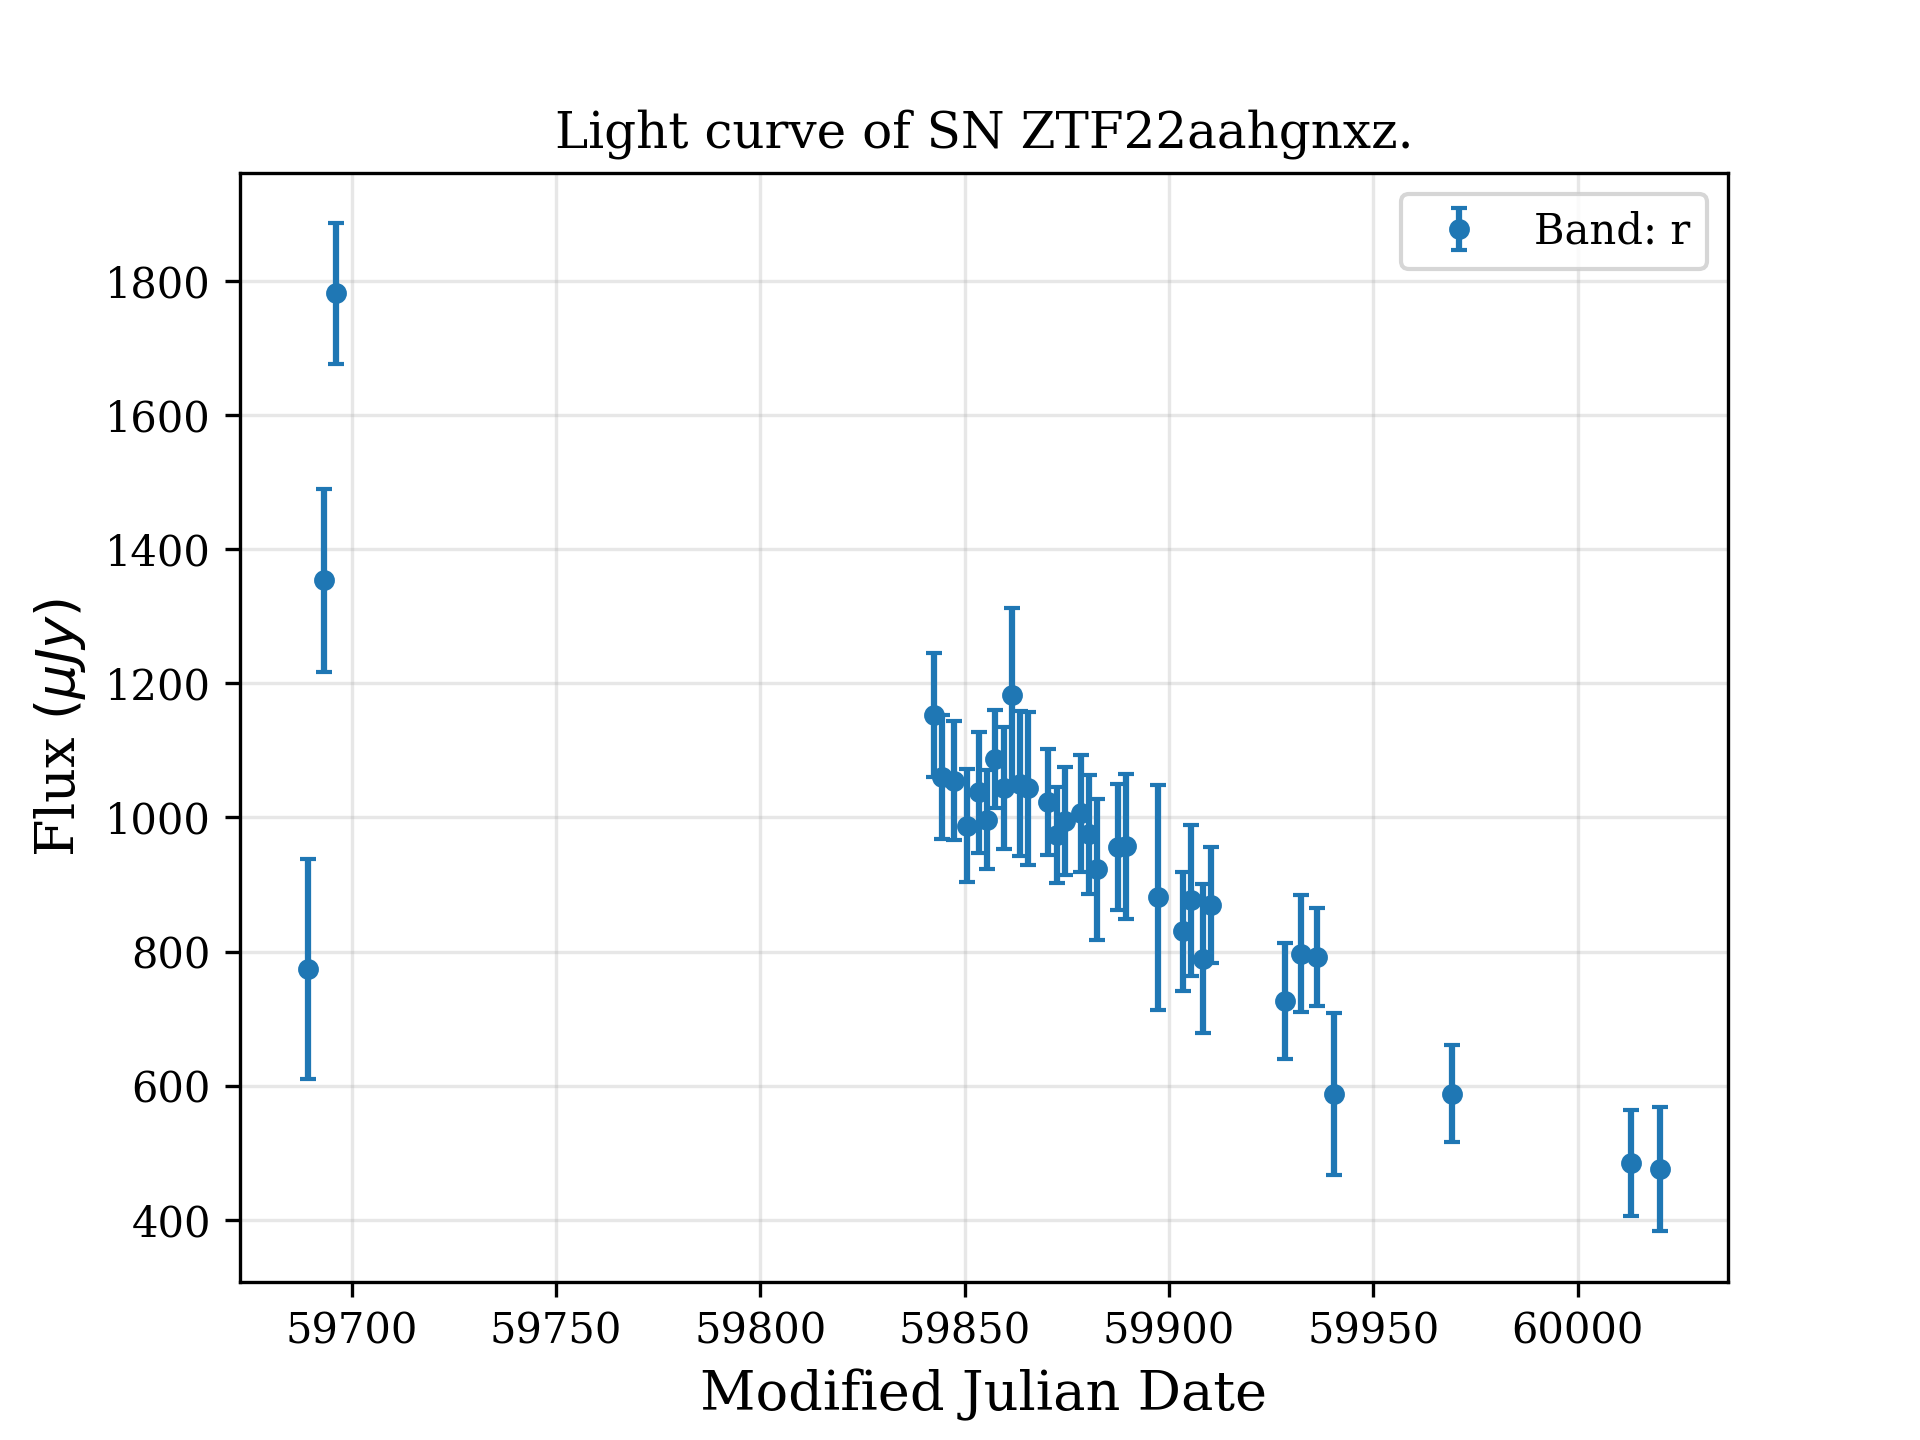 Light curve of SN ZTF22aahgnxz.
Band: r
1800
1600
1400
1200
1000
800
600
400
Flux (μJy)
59700 59750 59800 59850 59900 59950 60000
Modified Julian Date